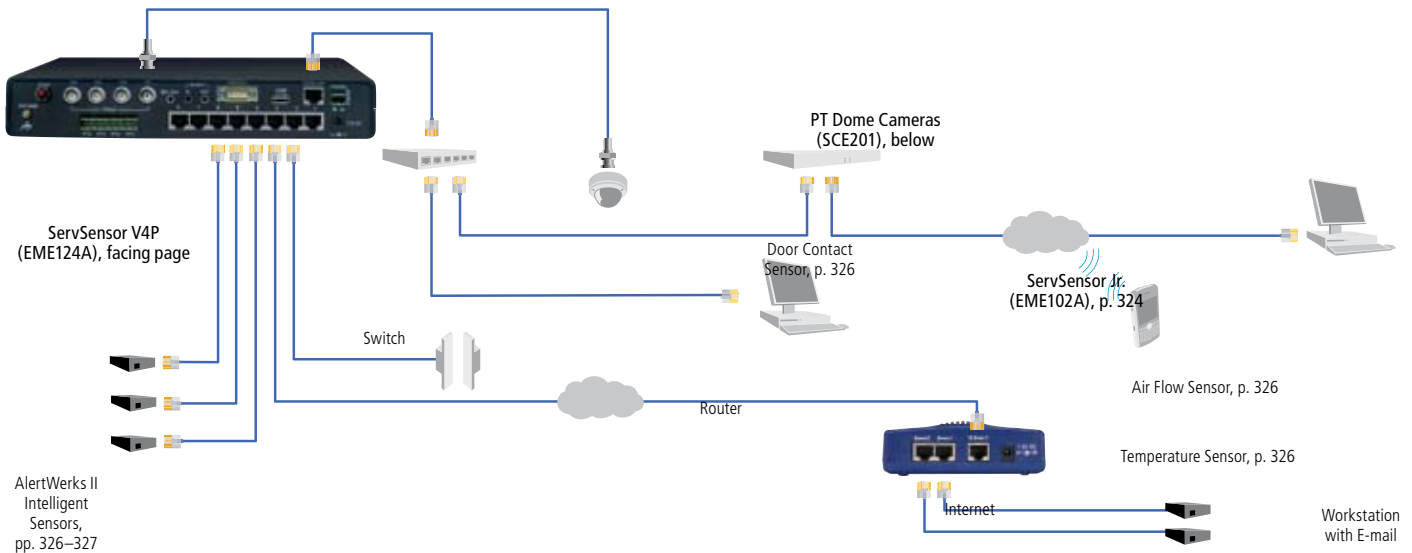 PT Dome Cameras
(SCE201), below
ServSensor V4P
(EME124A), facing page
Door Contact
Sensor, p. 326
ServSensor Jr.
(EME102A), p. 324
Switch
Air Flow Sensor, p. 326
Router
Temperature Sensor, p. 326
AlertWerks II
Intelligent
Sensors,
pp. 326–327
Internet
Workstation
with E-mail